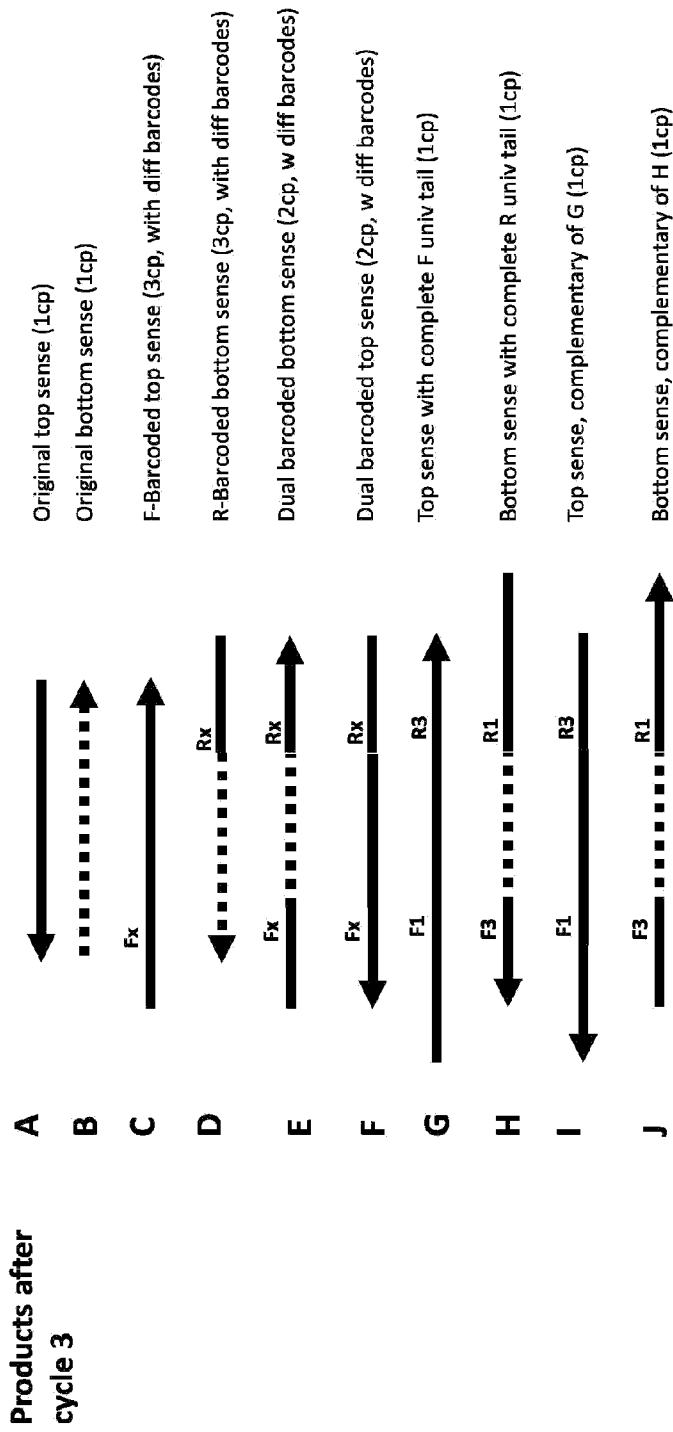 Products after
cycle 3
A
Original top sense (1cp)
B
Original bottom sense (1cp)
C
Fx
F-Barcoded top sense (3cp, with diff barcodes)
D
Rx
R-Barcoded bottom sense (3cp, with diff barcodes)
E
Fx
Rx
Dual barcoded bottom sense (2cp, w diff barcodes)
F
Fx
Rx
Dual barcoded top sense (2cp, w diff barcodes)
G
F1
R3
Top sense with complete F univ tail (1cp)
H
F3
R1
Bottom sense with complete R univ tail (1cp)
I
F1
R3
Top sense, complementary of G (1cp)
J
F3
R1
Bottom sense, complementary of H (1cp)